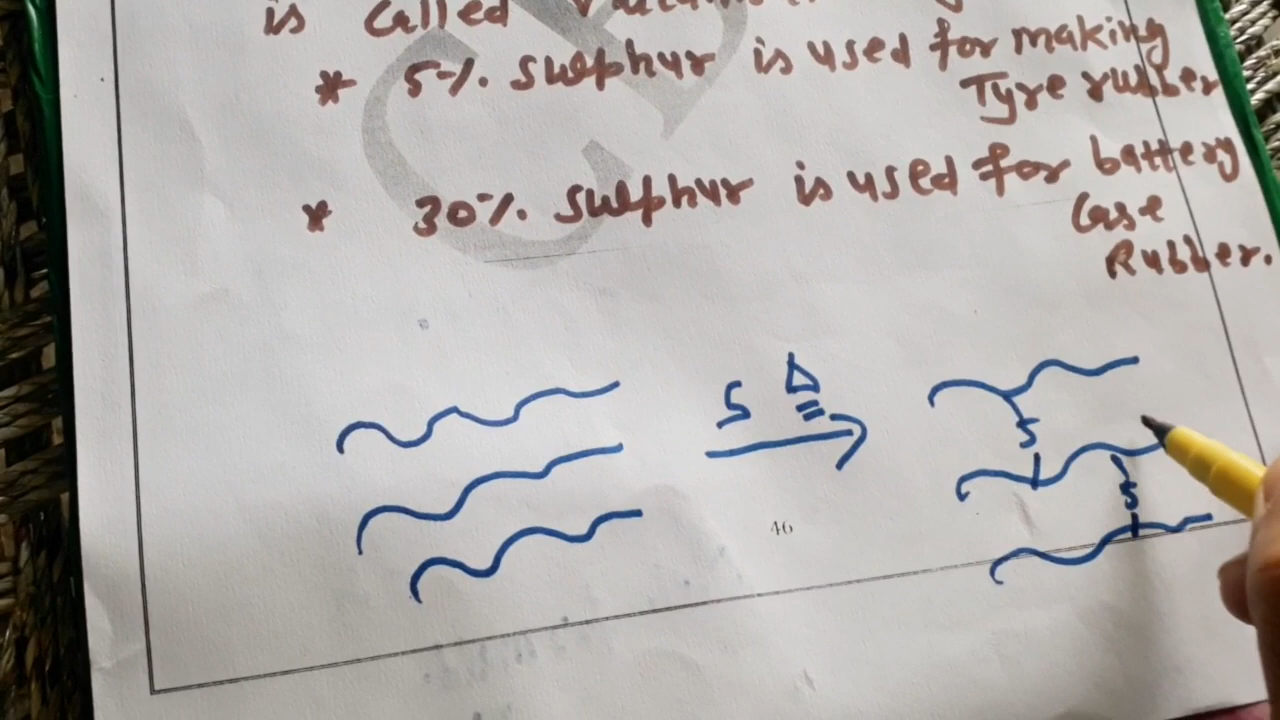 is called
* 5% sulphur is used for making
Tyre rubber
* 30% sulphur is used for battery
case
Rubber.
S Δ
S
S
46